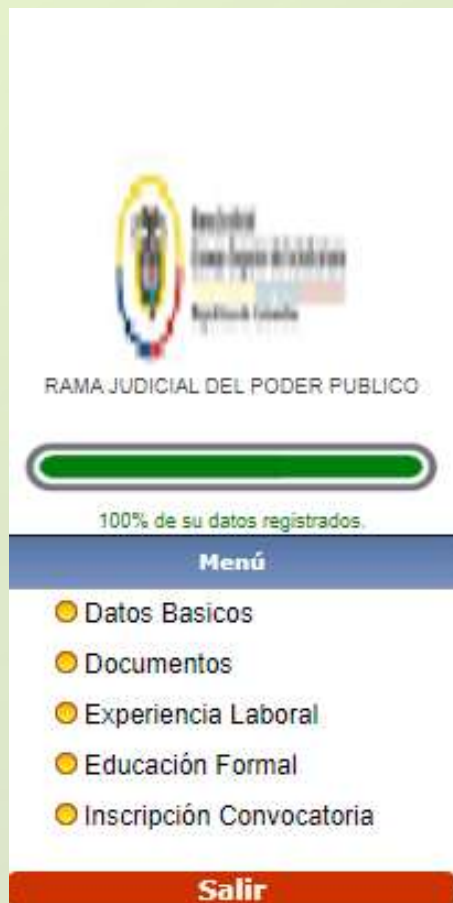 RAMA JUDICIAL DEL PODER PUBLICO
100% de su datos registrados.
Menú
Datos Basicos
Documentos
Experiencia Laboral
Educación Formal
Inscripción Convocatoria
Salir